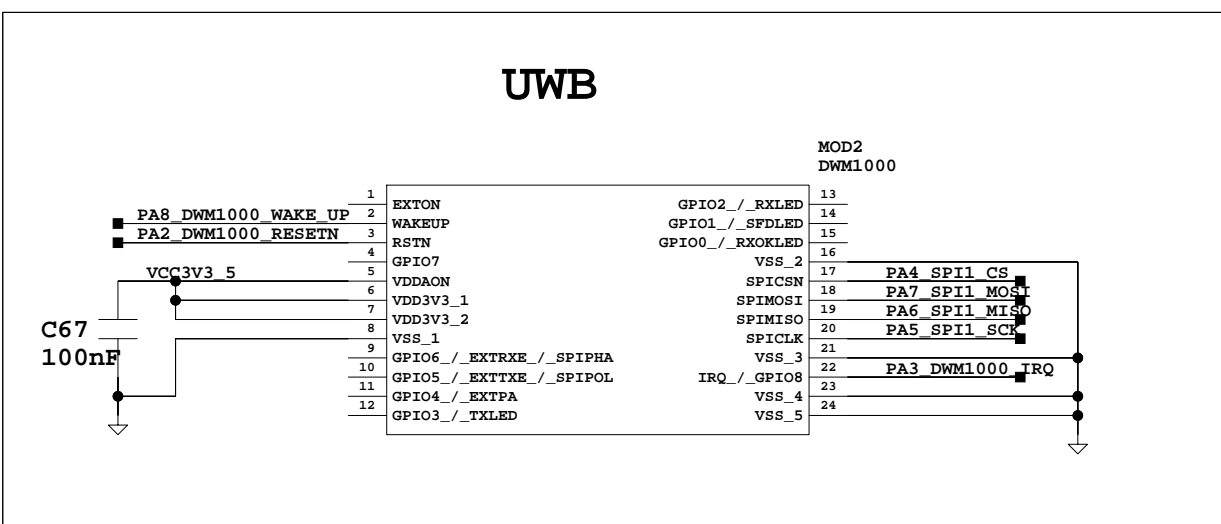 UWB
MOD2
DWM1000
1 EXTON GPIO2_/_RXLED 13
PA8_DWM1000_WAKE_UP 2 WAKEUP GPIO1_/_SFDLED 14
PA2_DWM1000_RESETN 3 RSTN GPIO0_/_RXOKLED 15
4 GPIO7 VSS_2 16
VCC3V3_5 5 VDDAON SPICSN 17 PA4_SPI1_CS
6 VDD3V3_1 SPIMOSI 18 PA7_SPI1_MOSI
7 VDD3V3_2 SPIMISO 19 PA6_SPI1_MISO
C67 8 VSS_1 SPICLK 20 PA5_SPI1_SCK
100nF 9 GPIO6_/_EXTRXE_/_SPIPHA VSS_3 21
10 GPIO5_/_EXTTXE_/_SPIPOL IRQ_/_GPIO8 22 PA3_DWM1000_IRQ
11 GPIO4_/_EXTPA VSS_4 23
12 GPIO3_/_TXLED VSS_5 24